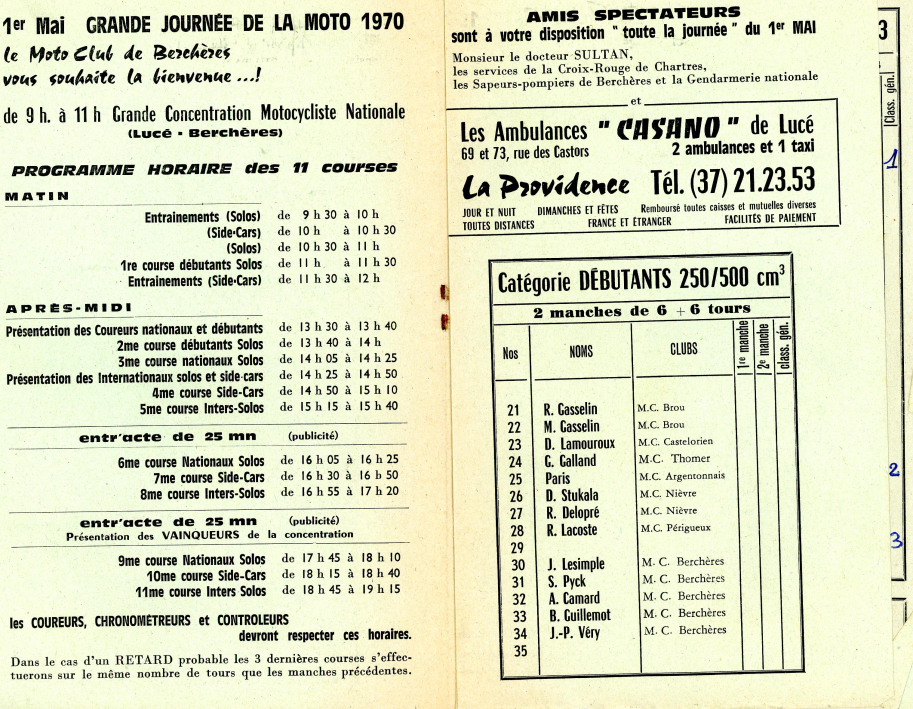 1er Mai GRANDE JOURNÉE DE LA MOTO 1970
le Moto Club de Berchères
vous souhaite la bienvenue ...!
de 9 h. à 11 h Grande Concentration Motocycliste Nationale
(Lucé - Berchères)
PROGRAMME HORAIRE des 11 courses
MATIN
Entrainements (Solos) de 9 h 30 à 10 h
(Side-Cars) de 10 h à 10 h 30
(Solos) de 10 h 30 à 11 h
1re course débutants Solos de 11 h à 11 h 30
Entrainements (Side-Cars) de 11 h 30 à 12 h
APRÈS-MIDI
Présentation des Coureurs nationaux et débutants de 13 h 30 à 13 h 40
2me course débutants Solos de 13 h 40 à 14 h
3me course nationaux Solos de 14 h 05 à 14 h 25
Présentation des Internationaux solos et side-cars de 14 h 25 à 14 h 50
4me course Side-Cars de 14 h 50 à 15 h 10
5me course Inters-Solos de 15 h 15 à 15 h 40
entr'acte de 25 mn (publicité)
6me course Nationaux Solos de 16 h 05 à 16 h 25
7me course Side-Cars de 16 h 30 à 16 h 50
8me course Inters-Solos de 16 h 55 à 17 h 20
entr'acte de 25 mn (publicité)
Présentation des VAINQUEURS de la concentration
9me course Nationaux Solos de 17 h 45 à 18 h 10
10me course Side-Cars de 18 h 15 à 18 h 40
11me course Inters Solos de 18 h 45 à 19 h 15
les COUREURS, CHRONOMÉTREURS et CONTROLEURS
devront respecter ces horaires.
Dans le cas d'un RETARD probable les 3 dernières courses s'effec-
tuerons sur le même nombre de tours que les manches précédentes.
AMIS SPECTATEURS
sont à votre disposition "toute la journée" du 1er MAI
Monsieur le docteur SULTAN,
les services de la Croix-Rouge de Chartres,
les Sapeurs-pompiers de Berchères et la Gendarmerie nationale
et
Les Ambulances "CASANO" de Lucé
69 et 73, rue des Castors 2 ambulances et 1 taxi
La Providence Tél. (37) 21.23.53
JOUR ET NUIT DIMANCHES ET FÊTES Remboursé toutes caisses et mutuelles diverses
TOUTES DISTANCES FRANCE ET ÉTRANGER FACILITÉS DE PAIEMENT
Catégorie DÉBUTANTS 250/500 cm3
2 manches de 6 + 6 tours
Nos NOMS CLUBS 1re manche 2e manche class. gén.
21 R. Gasselin M.C. Brou
22 M. Gasselin M.C. Brou
23 D. Lamouroux M.C. Castelorien
24 C. Galland M.C. Thomer
25 Paris M.C. Argentonnais
26 D. Stukala M.C. Nièvre
27 R. Delopré M.C. Nièvre
28 R. Lacoste M.C. Périgueux
29
30 J. Lesimple M. C. Berchères
31 S. Pyck M. C. Berchères
32 A. Camard M. C. Berchères
33 B. Guillemot M. C. Berchères
34 J.-P. Véry M. C. Berchères
35
3
Class. gén.
1
2
3